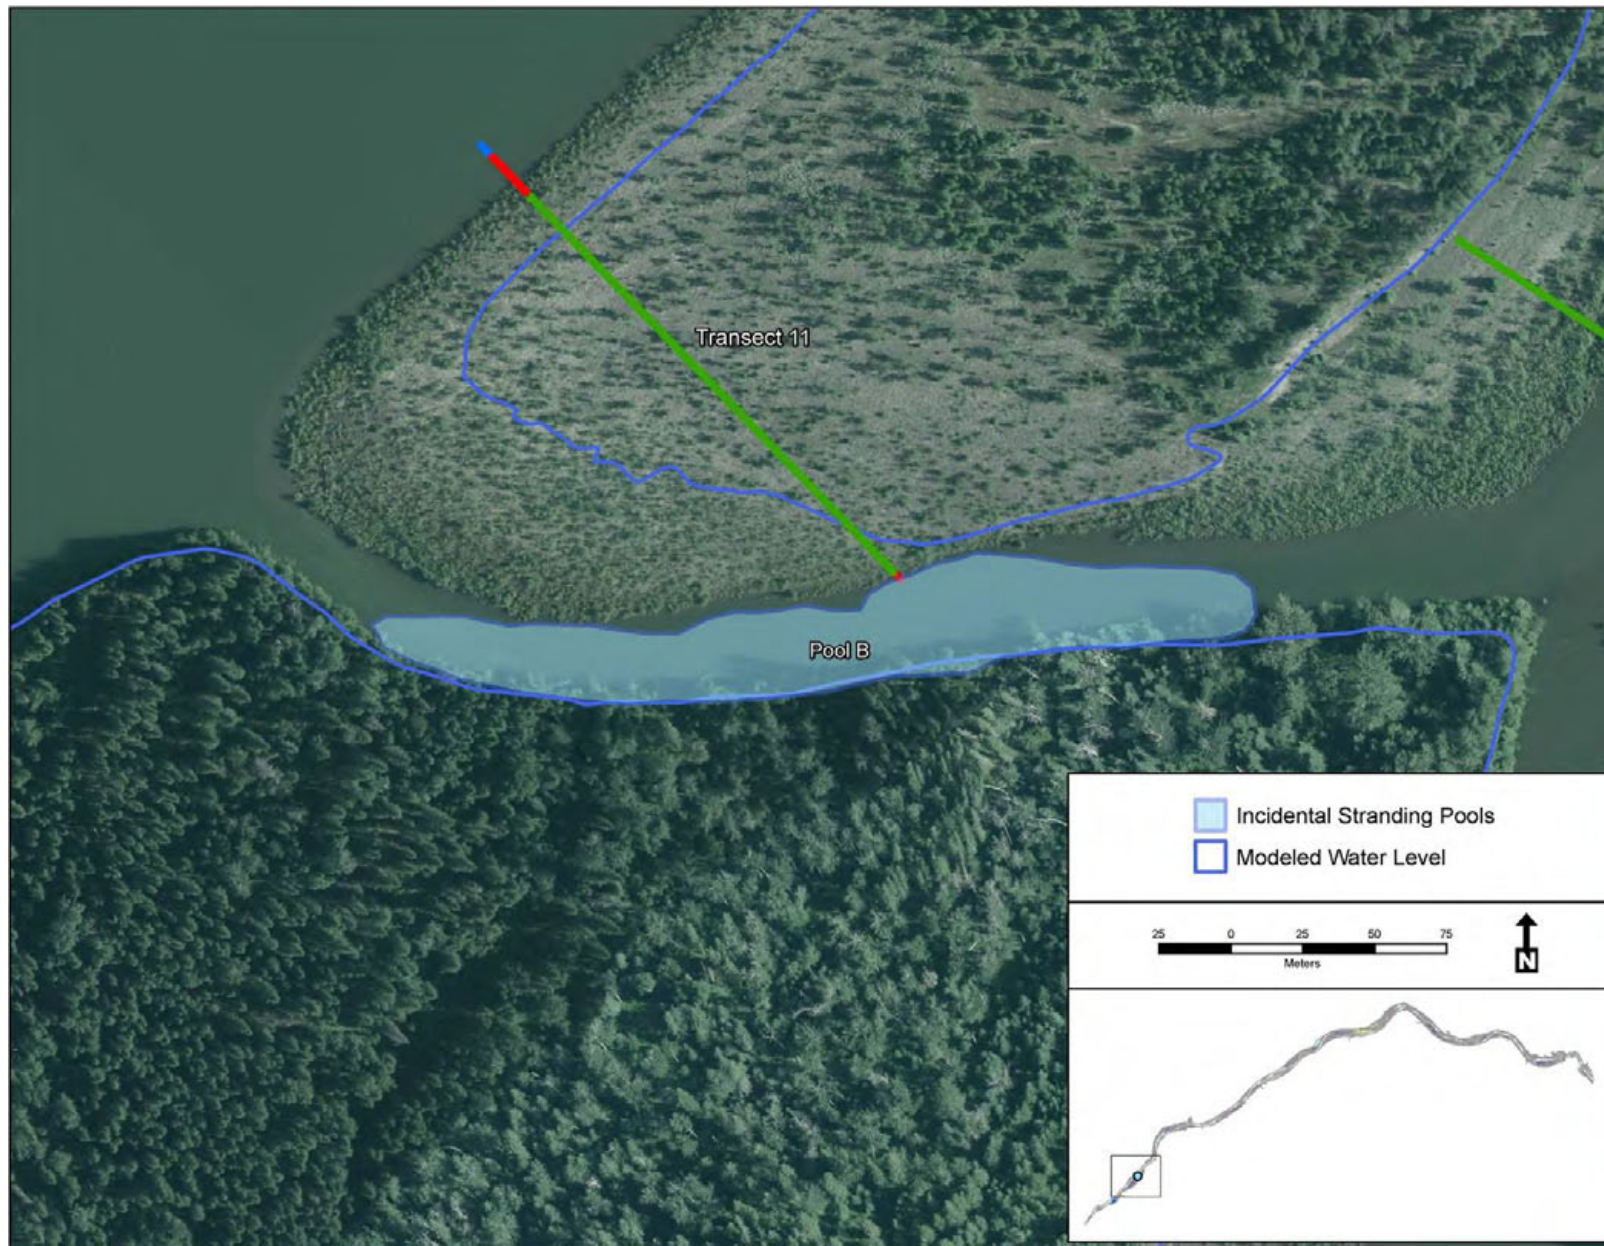 Transect 11
Pool B
Incidental Stranding Pools
Modeled Water Level
25 0 25 50 75
Meters
N